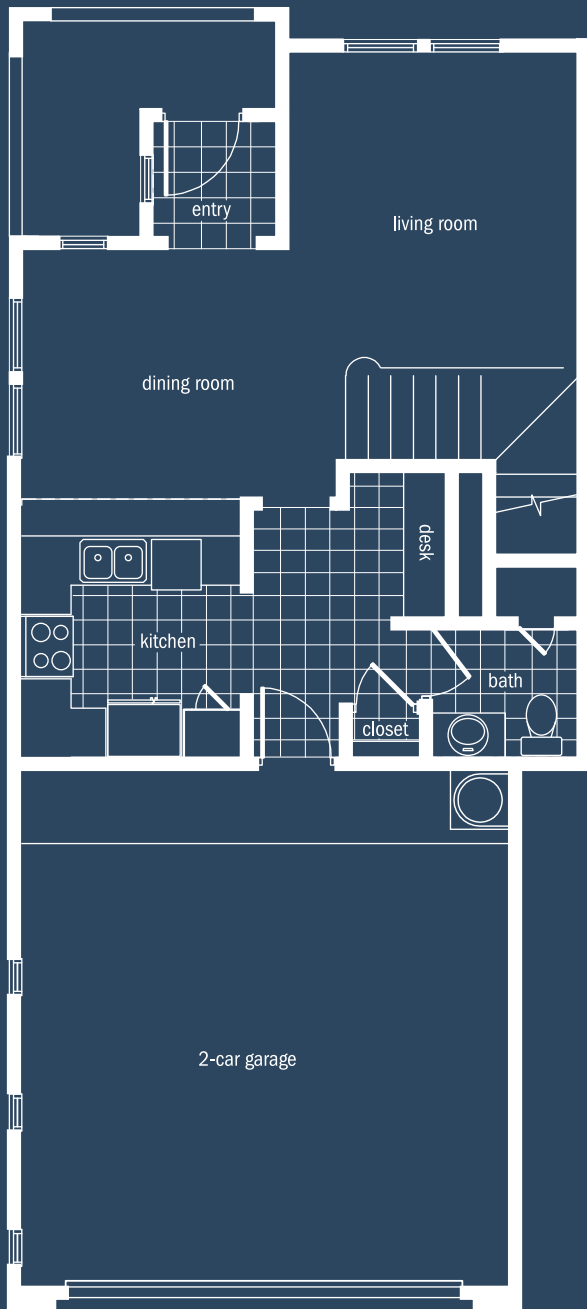 entry
living room
dining room
desk
kitchen
bath
closet
2-car garage